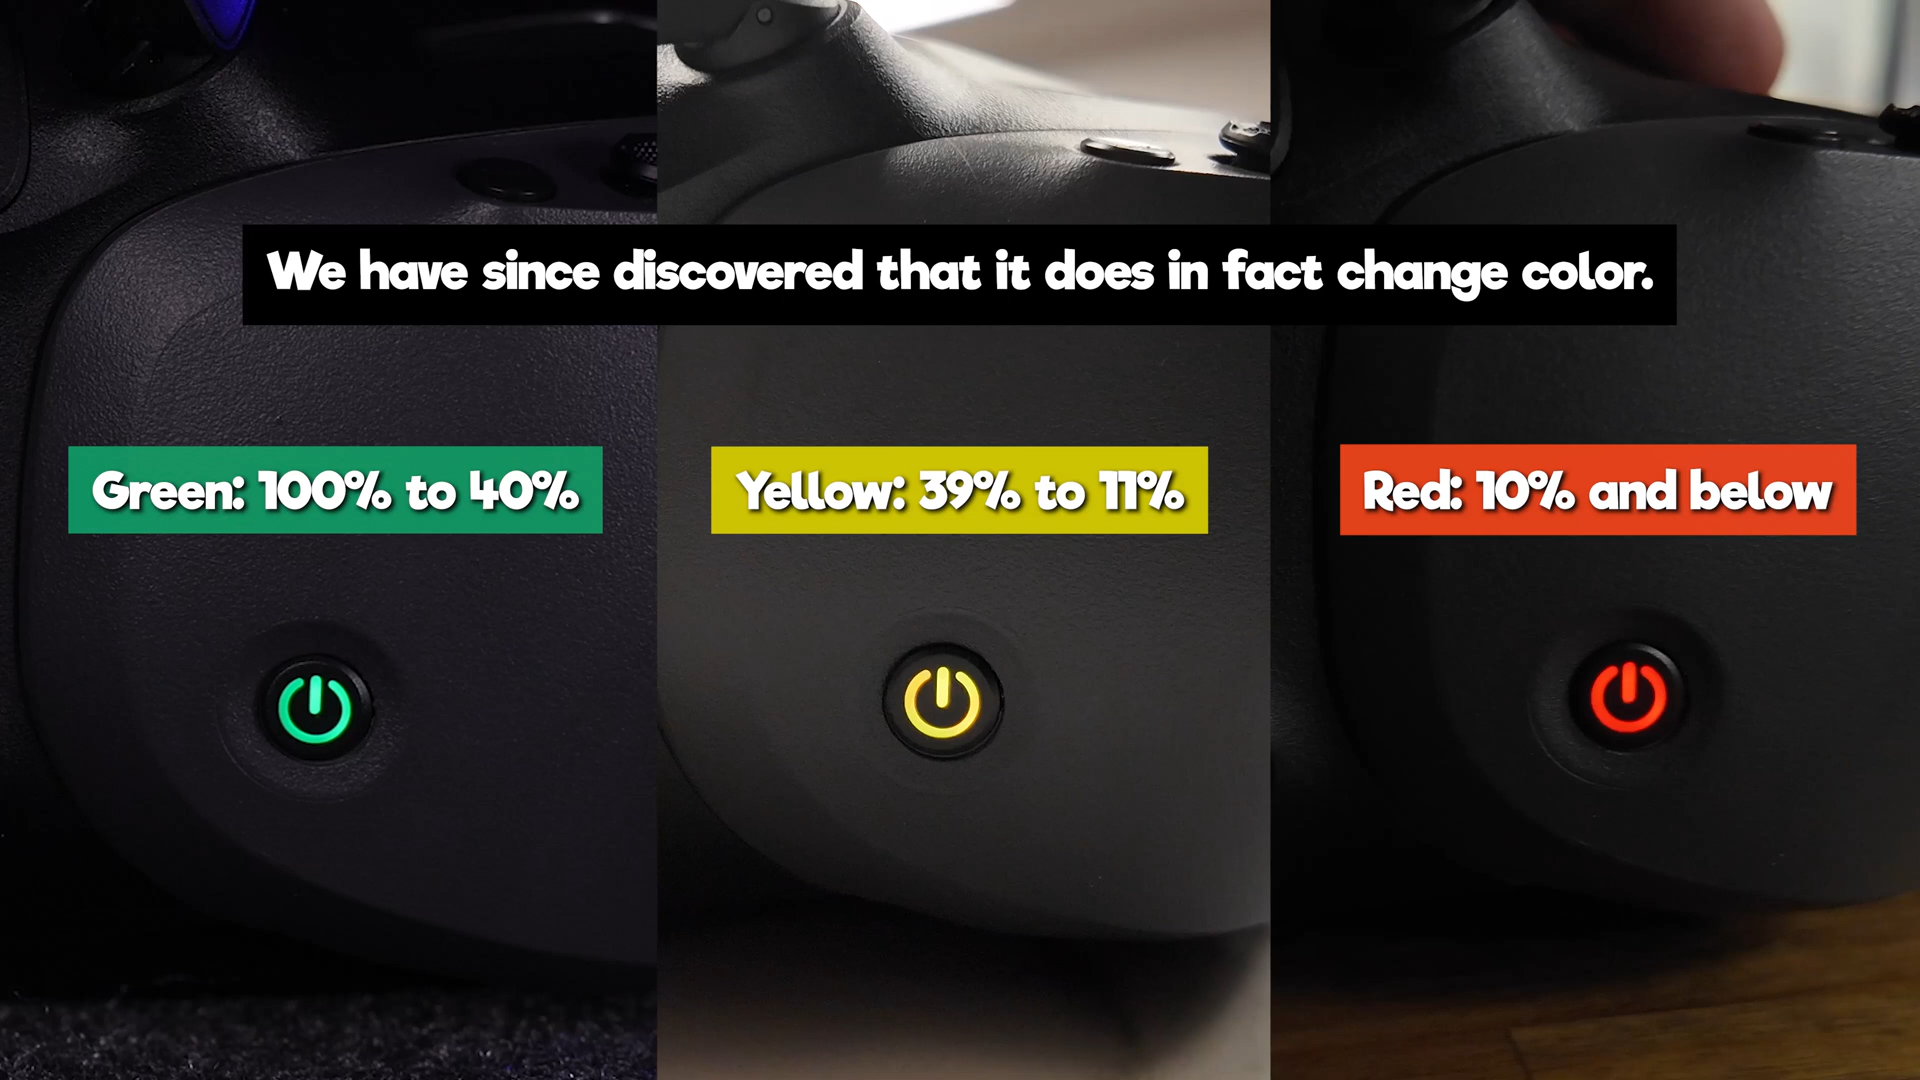 We have since discovered that it does in fact change color.
Green: 100% to 40%
Yellow: 39% to 11%
Red: 10% and below